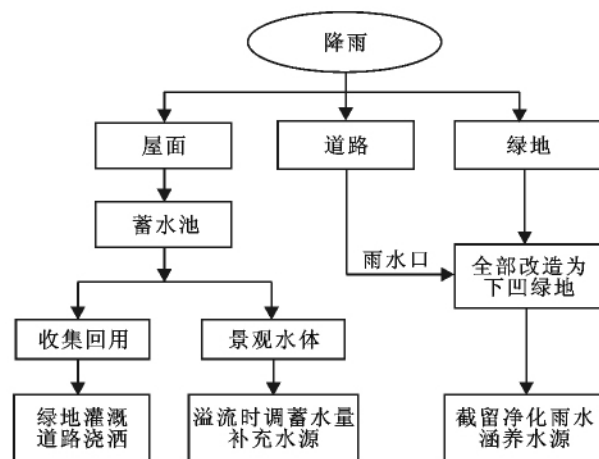 降雨
屋面
道路
绿地
蓄水池
雨水口
全部改造为
下凹绿地
收集回用
景观水体
绿地灌溉
道路浇洒
溢流时调蓄水量
补充水源
截留净化雨水
涵养水源